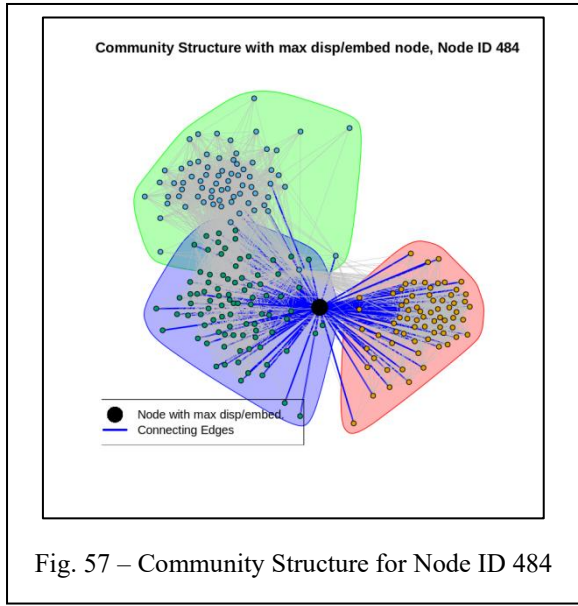 Community Structure with max disp/embed node, Node ID 484
Node with max disp/embed.
Connecting Edges
Fig. 57 – Community Structure for Node ID 484